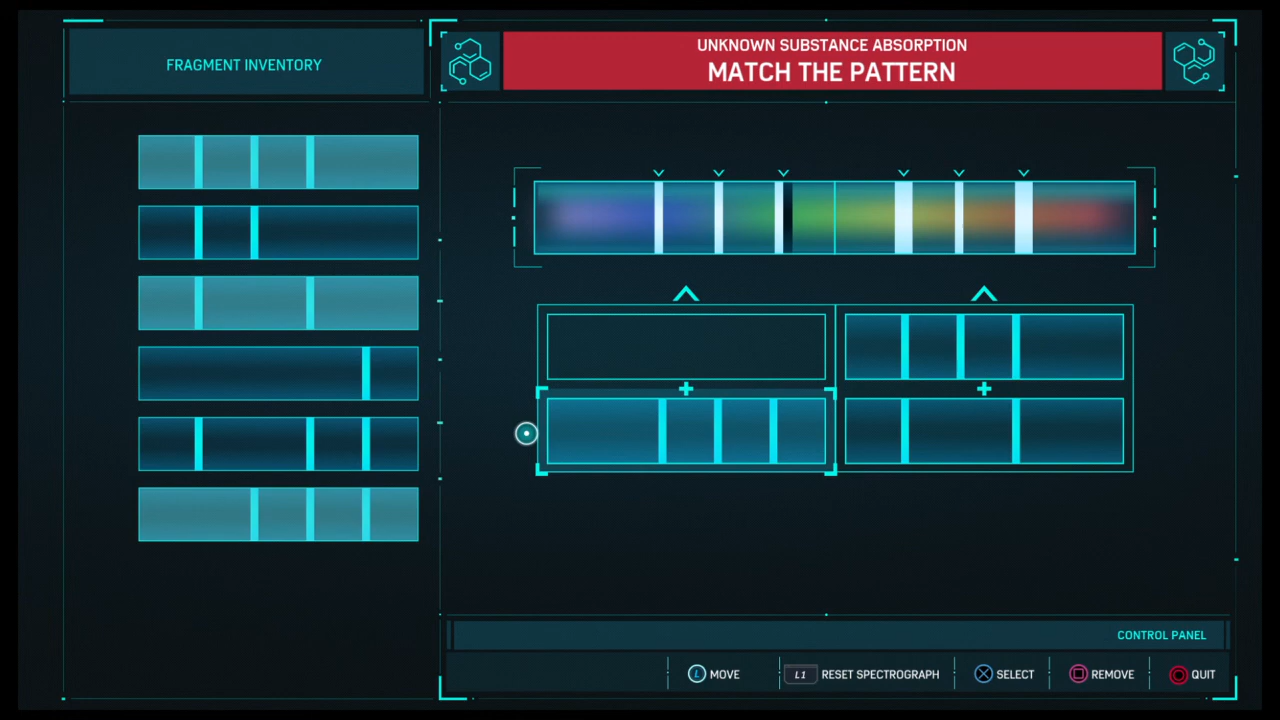 FRAGMENT INVENTORY
UNKNOWN SUBSTANCE ABSORPTION
MATCH THE PATTERN
CONTROL PANEL
L MOVE
L1 RESET SPECTROGRAPH
SELECT
REMOVE
QUIT